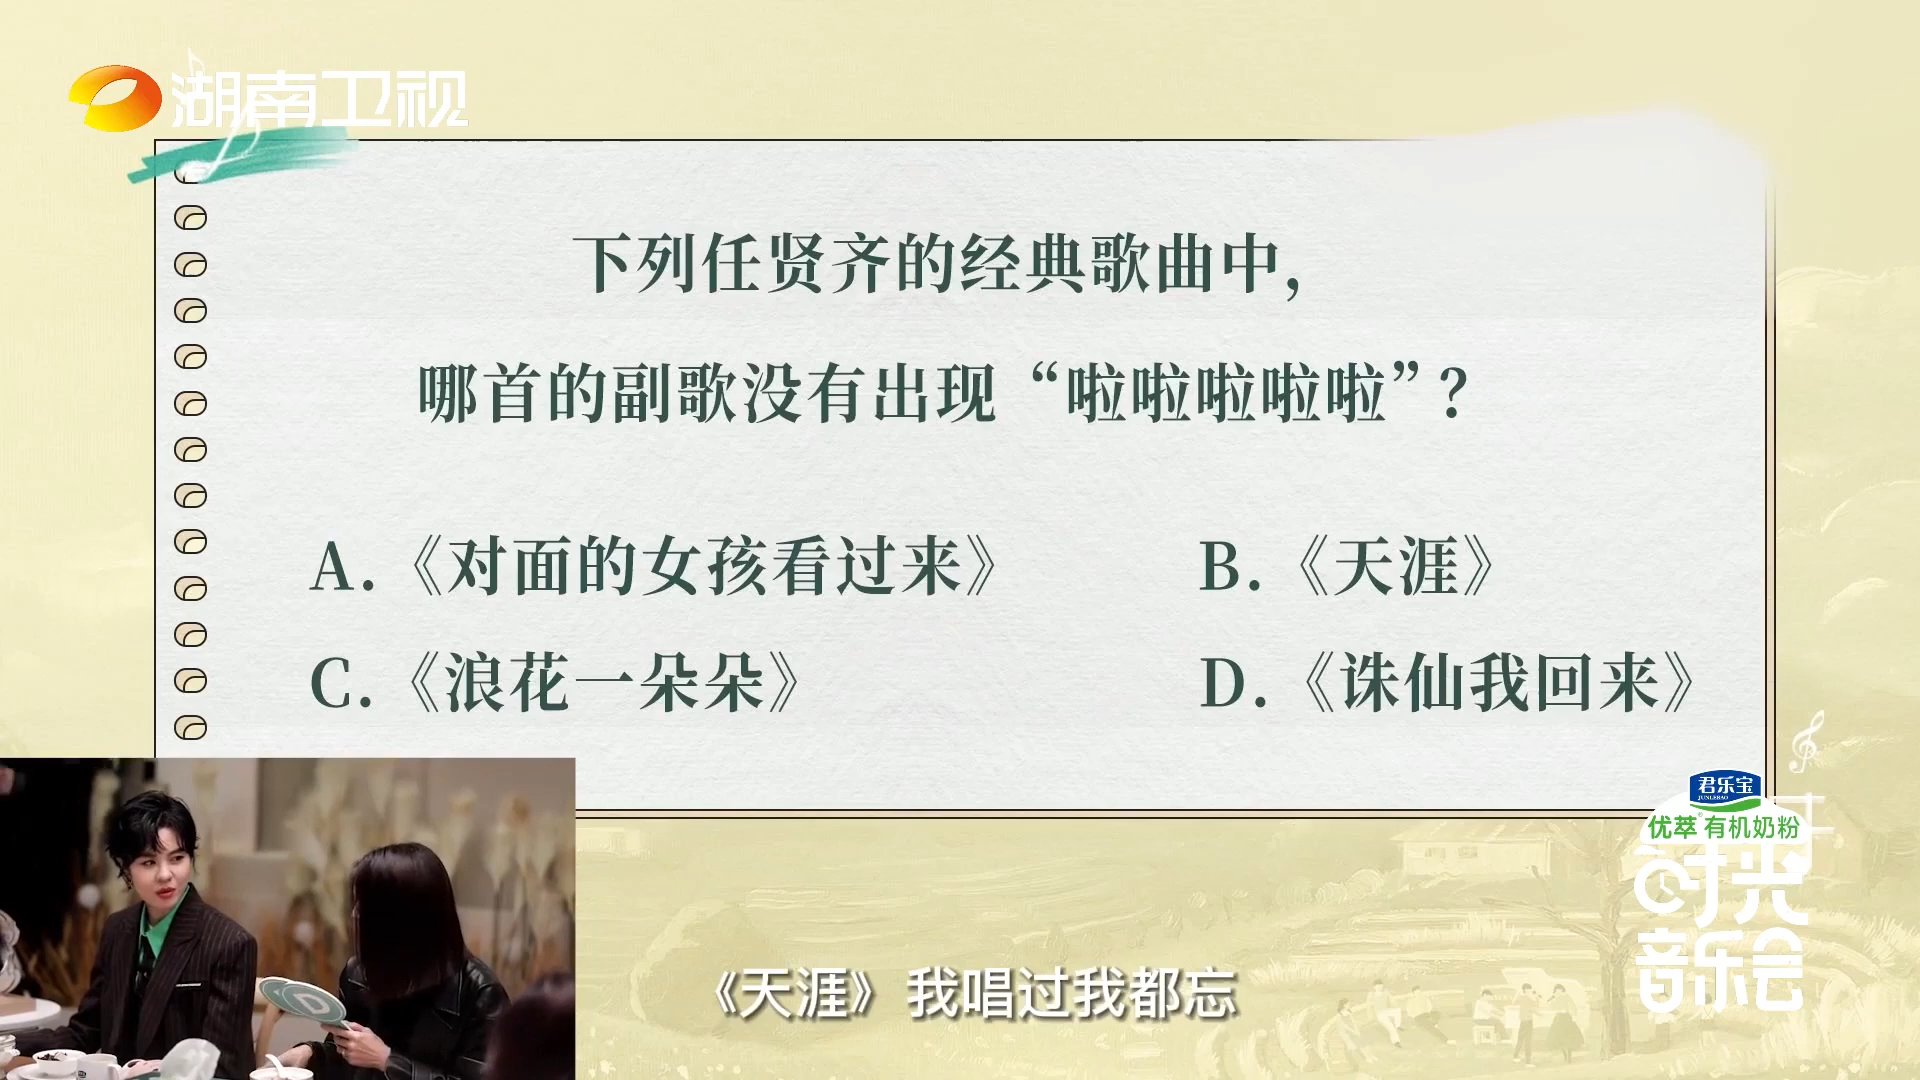 湖南卫视
下列任贤齐的经典歌曲中,
哪首的副歌没有出现“啦啦啦啦啦”?
A.《对面的女孩看过来》
B.《天涯》
C.《浪花一朵朵》
D.《诛仙我回来》
君乐宝
JUNLEBAO
优萃®有机奶粉
时光
音乐会
D
《天涯》我唱过我都忘